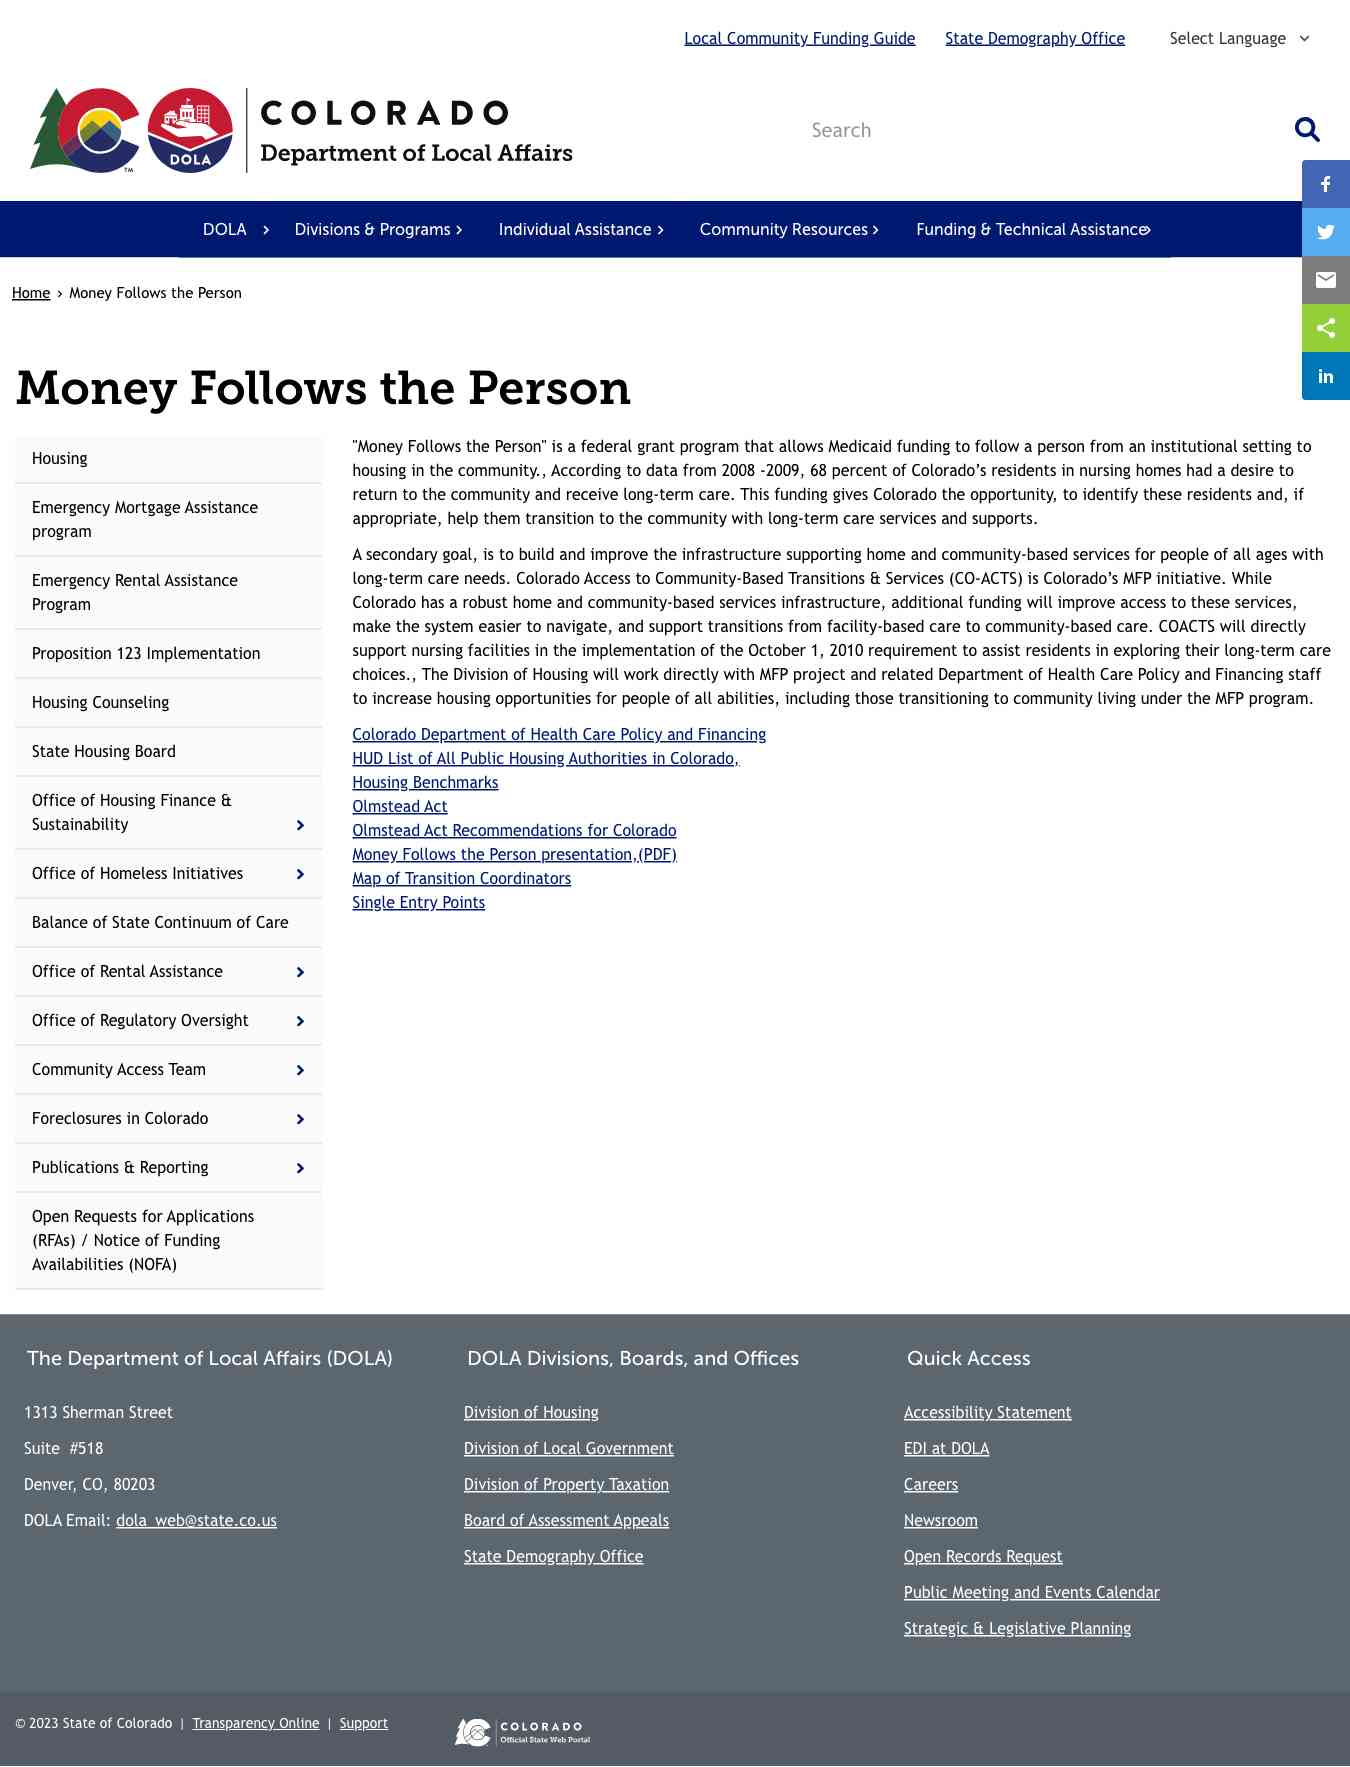 Local Community Funding Guide State Demography Office Select Language
COLORADO
Department of Local Affairs
DOLA
TM
Search
DOLA Divisions & Programs Individual Assistance Community Resources Funding & Technical Assistance
Home › Money Follows the Person
Money Follows the Person
Housing
Emergency Mortgage Assistance
program
Emergency Rental Assistance
Program
Proposition 123 Implementation
Housing Counseling
State Housing Board
Office of Housing Finance &
Sustainability
Office of Homeless Initiatives
Balance of State Continuum of Care
Office of Rental Assistance
Office of Regulatory Oversight
Community Access Team
Foreclosures in Colorado
Publications & Reporting
Open Requests for Applications
(RFAs) / Notice of Funding
Availabilities (NOFA)
"Money Follows the Person" is a federal grant program that allows Medicaid funding to follow a person from an institutional setting to
housing in the community., According to data from 2008 -2009, 68 percent of Colorado’s residents in nursing homes had a desire to
return to the community and receive long-term care. This funding gives Colorado the opportunity, to identify these residents and, if
appropriate, help them transition to the community with long-term care services and supports.
A secondary goal, is to build and improve the infrastructure supporting home and community-based services for people of all ages with
long-term care needs. Colorado Access to Community-Based Transitions & Services (CO-ACTS) is Colorado’s MFP initiative. While
Colorado has a robust home and community-based services infrastructure, additional funding will improve access to these services,
make the system easier to navigate, and support transitions from facility-based care to community-based care. COACTS will directly
support nursing facilities in the implementation of the October 1, 2010 requirement to assist residents in exploring their long-term care
choices., The Division of Housing will work directly with MFP project and related Department of Health Care Policy and Financing staff
to increase housing opportunities for people of all abilities, including those transitioning to community living under the MFP program.
Colorado Department of Health Care Policy and Financing
HUD List of All Public Housing Authorities in Colorado,
Housing Benchmarks
Olmstead Act
Olmstead Act Recommendations for Colorado
Money Follows the Person presentation,(PDF)
Map of Transition Coordinators
Single Entry Points
The Department of Local Affairs (DOLA)
1313 Sherman Street
Suite #518
Denver, CO, 80203
DOLA Email: dola_web@state.co.us
DOLA Divisions, Boards, and Offices
Division of Housing
Division of Local Government
Division of Property Taxation
Board of Assessment Appeals
State Demography Office
Quick Access
Accessibility Statement
EDI at DOLA
Careers
Newsroom
Open Records Request
Public Meeting and Events Calendar
Strategic & Legislative Planning
© 2023 State of Colorado | Transparency Online | Support
COLORADO
Official State Web Portal